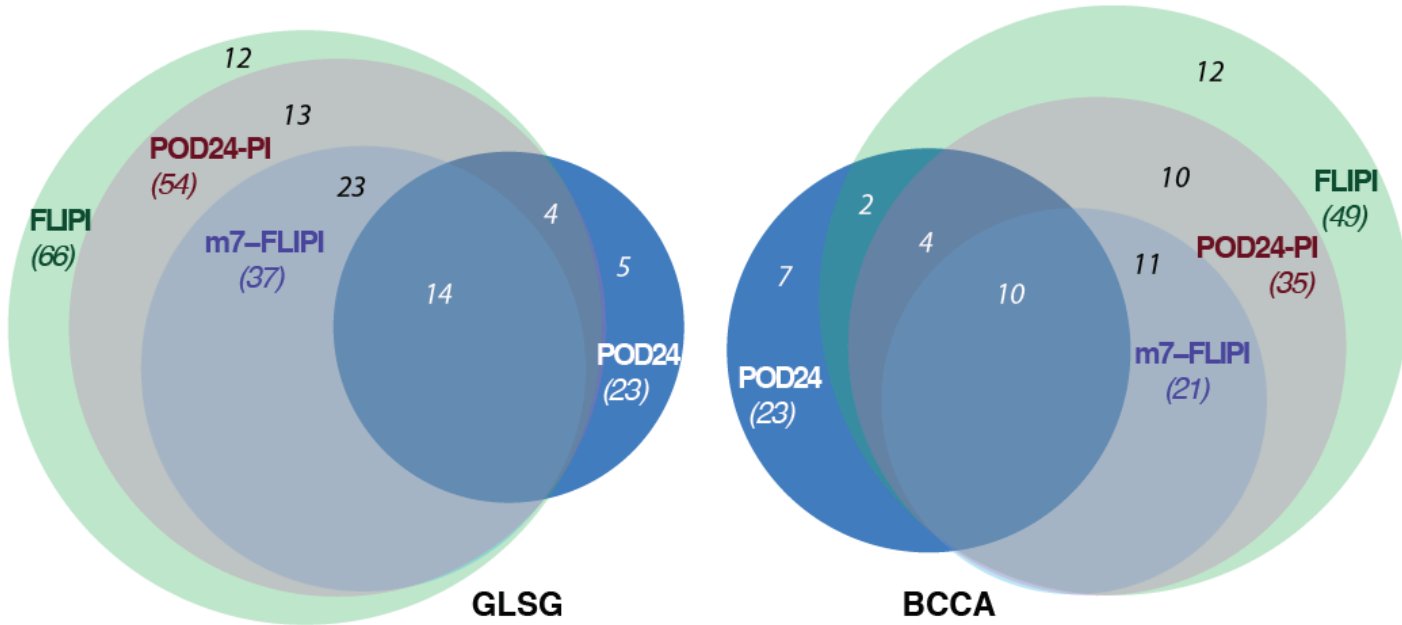 12
13
POD24-PI
(54)
23
FLIPI
(66)
m7–FLIPI
(37)
4
5
14
POD24
(23)
GLSG
12
10
FLIPI
(49)
2
4
POD24-PI
(35)
11
7
10
m7–FLIPI
(21)
POD24
(23)
BCCA